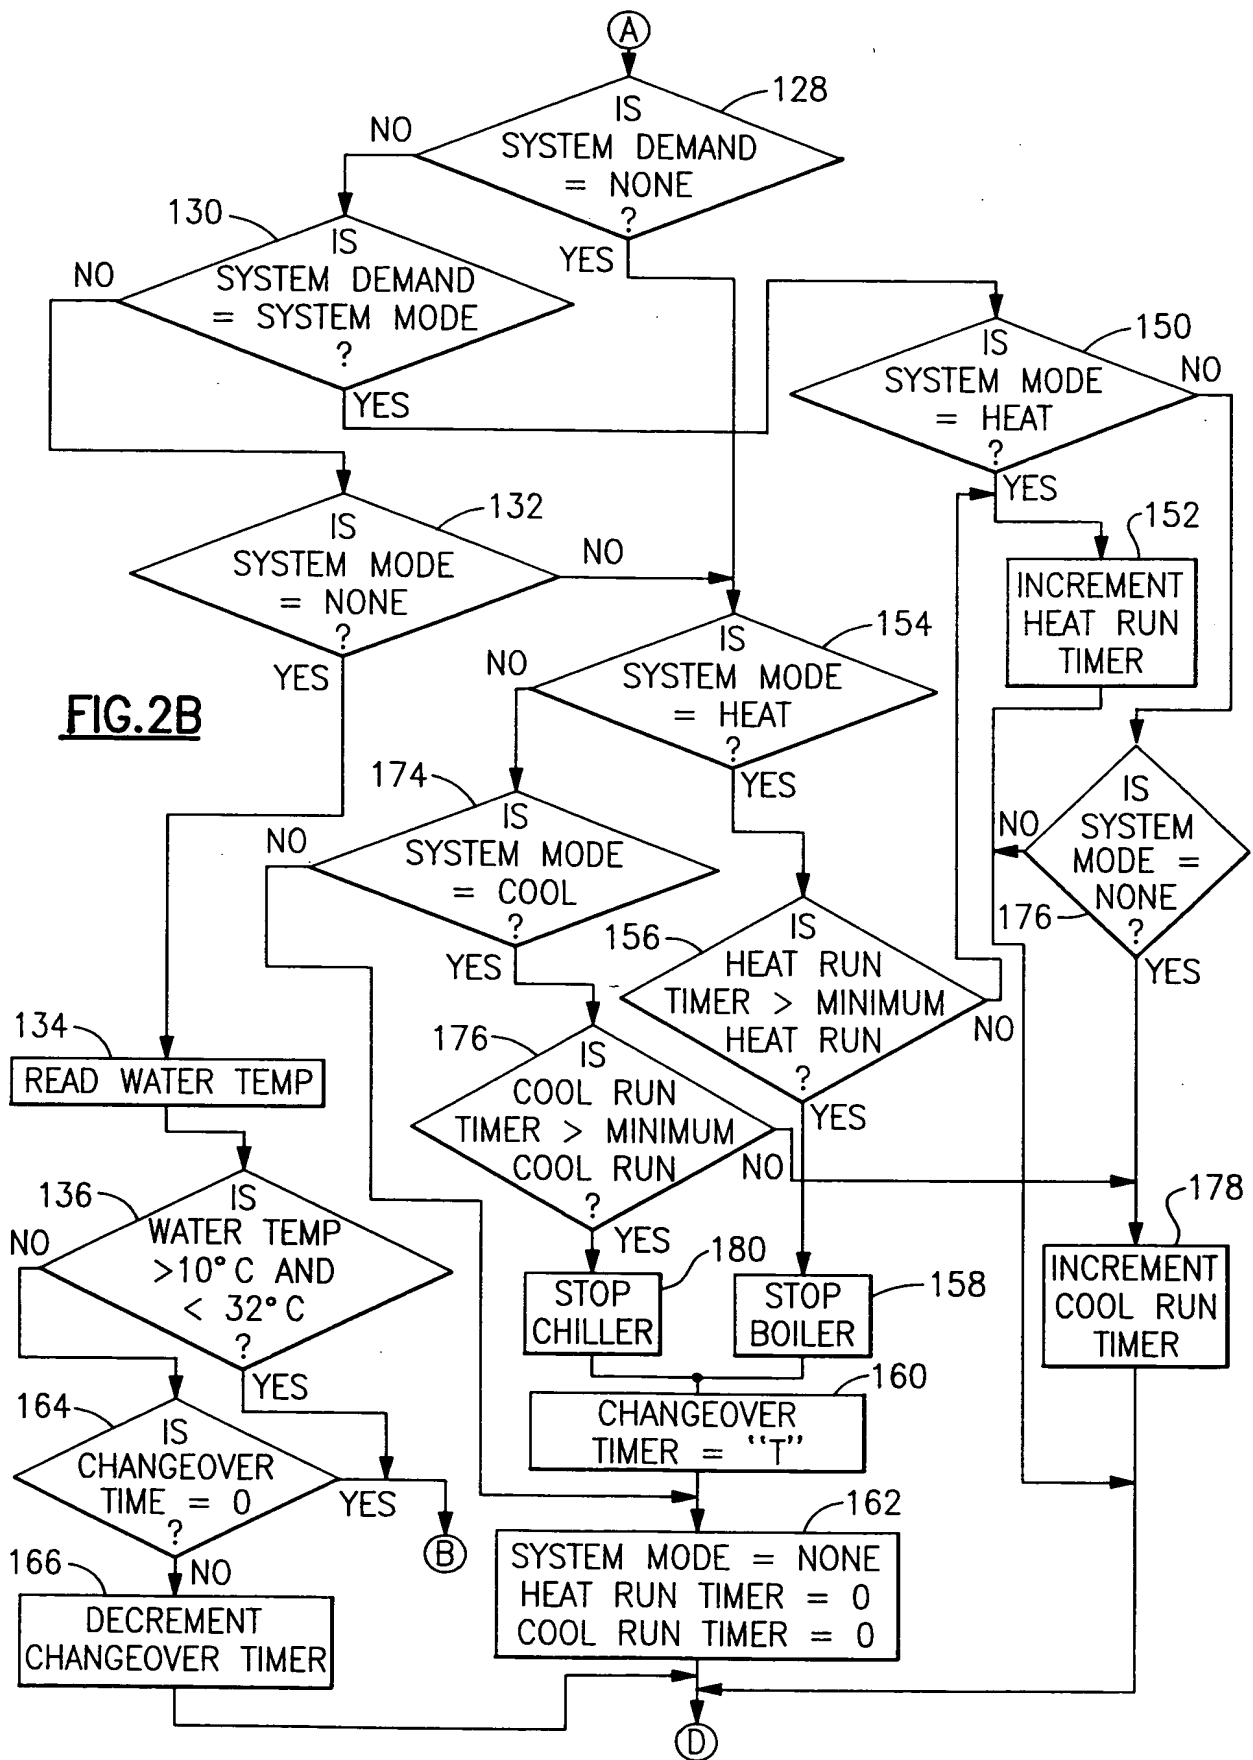 A
128
IS
SYSTEM DEMAND
= NONE
?
NO
YES
130
IS
SYSTEM DEMAND
= SYSTEM MODE
?
NO
YES
150
IS
SYSTEM MODE
= HEAT
?
NO
YES
132
IS
SYSTEM MODE
= NONE
?
NO
YES
152
INCREMENT
HEAT RUN
TIMER
154
IS
SYSTEM MODE
= HEAT
?
NO
YES
FIG.2B
174
IS
SYSTEM MODE
= COOL
?
NO
YES
IS
SYSTEM
MODE =
NONE
?
176
NO
YES
156
IS
HEAT RUN
TIMER > MINIMUM
HEAT RUN
?
NO
YES
134
READ WATER TEMP
176
IS
COOL RUN
TIMER > MINIMUM
COOL RUN
?
NO
YES
136
IS
WATER TEMP
>10°C AND
< 32°C
?
NO
YES
180
STOP
CHILLER
158
STOP
BOILER
178
INCREMENT
COOL RUN
TIMER
164
IS
CHANGEOVER
TIME = 0
?
YES
NO
160
CHANGEOVER
TIMER = "T"
B
162
SYSTEM MODE = NONE
HEAT RUN TIMER = 0
COOL RUN TIMER = 0
166
DECREMENT
CHANGEOVER TIMER
D